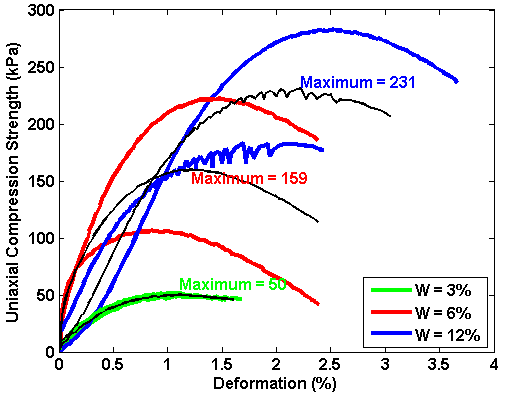 300
250
200
150
100
50
0
Uniaxial Compression Strength (kPa)
Maximum = 231
Maximum = 159
Maximum = 50
W = 3%
W = 6%
W = 12%
0 0.5 1 1.5 2 2.5 3 3.5 4
Deformation (%)